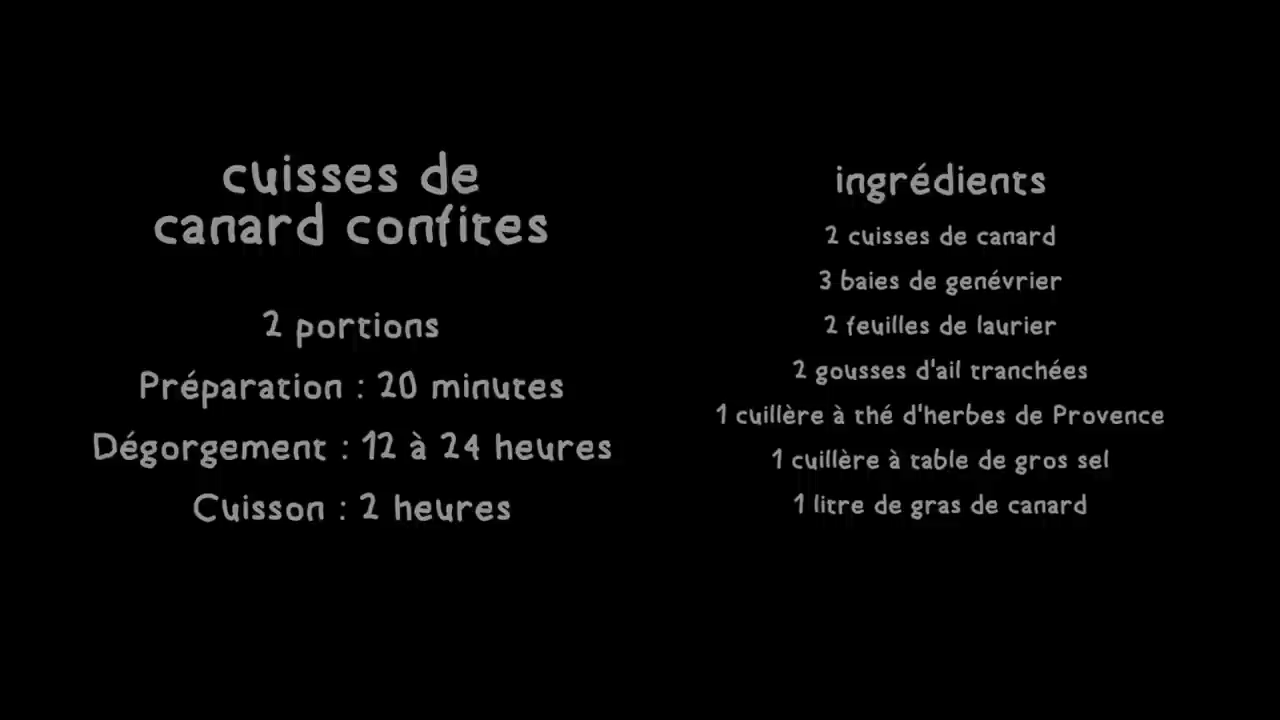 cuisses de
canard confites
2 portions
Préparation : 20 minutes
Dégorgement : 12 à 24 heures
Cuisson : 2 heures
ingrédients
2 cuisses de canard
3 baies de genévrier
2 feuilles de laurier
2 gousses d'ail tranchées
1 cuillère à thé d'herbes de Provence
1 cuillère à table de gros sel
1 litre de gras de canard